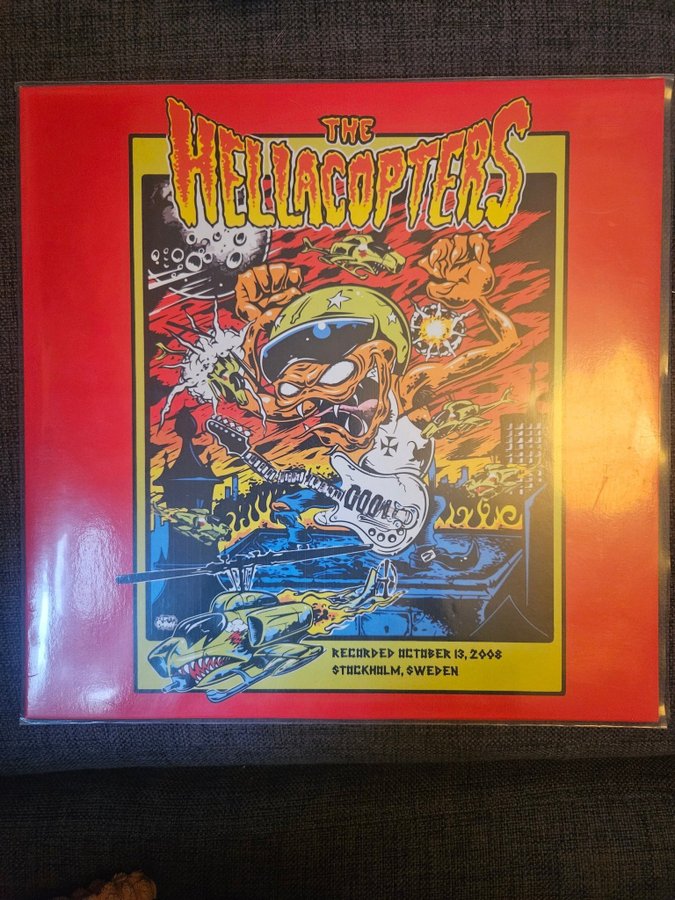 THE
HELLACOPTERS
RECORDED OCTOBER 13, 2008
STOCKHOLM, SWEDEN